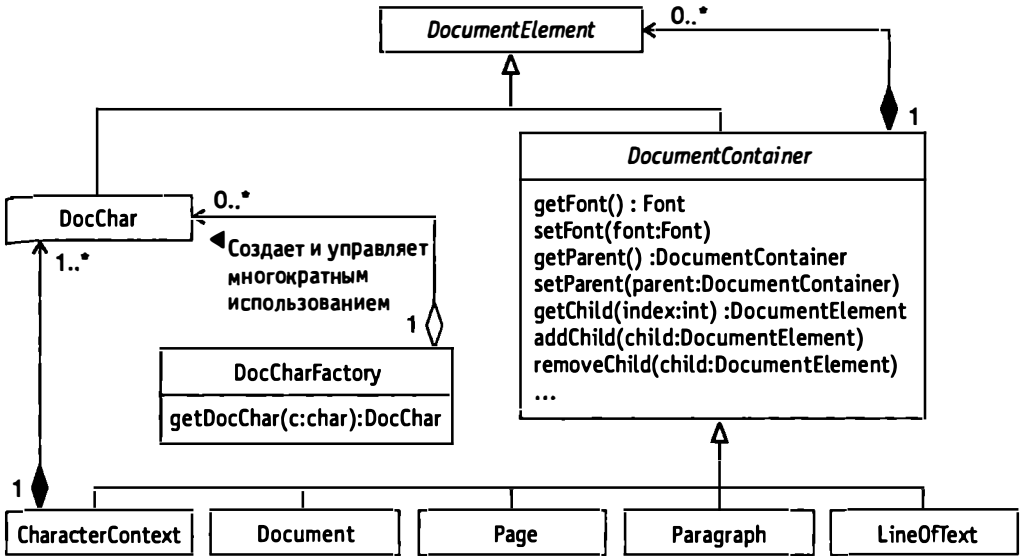 DocumentElement
0..*
1
DocumentContainer
getFont() : Font
setFont(font:Font)
getParent() :DocumentContainer
setParent(parent:DocumentContainer)
getChild(index:int) :DocumentElement
addChild(child:DocumentElement)
removeChild(child:DocumentElement)
...
DocChar
0..*
Создает и управляет
многократным
использованием
1..*
1
DocCharFactory
getDocChar(c:char):DocChar
1
CharacterContext
Document
Page
Paragraph
LineOfText